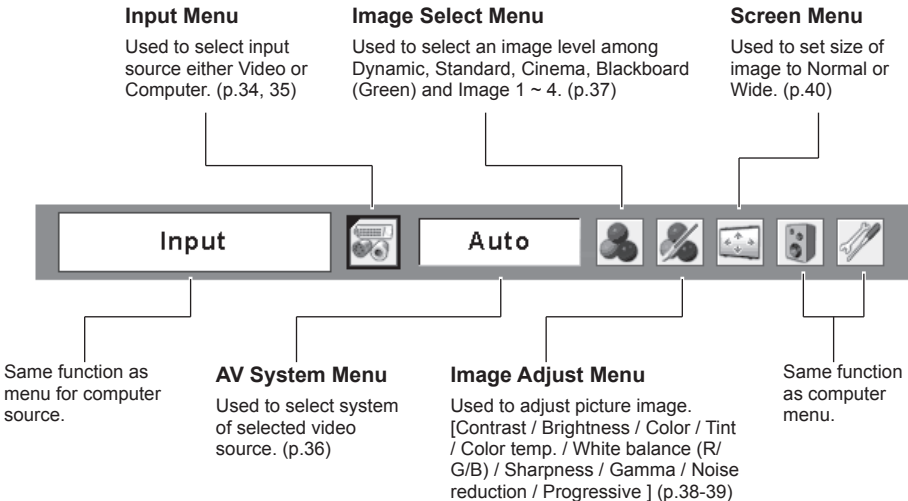 Input Menu
Used to select input
source either Video or
Computer. (p.34, 35)
Image Select Menu
Used to select an image level among
Dynamic, Standard, Cinema, Blackboard
(Green) and Image 1 ~ 4. (p.37)
Screen Menu
Used to set size of
image to Normal or
Wide. (p.40)
Input
Auto
Same function as
menu for computer
source.
AV System Menu
Used to select system
of selected video
source. (p.36)
Image Adjust Menu
Used to adjust picture image.
[Contrast / Brightness / Color / Tint
/ Color temp. / White balance (R/
G/B) / Sharpness / Gamma / Noise
reduction / Progressive ] (p.38-39)
Same function
as computer
menu.